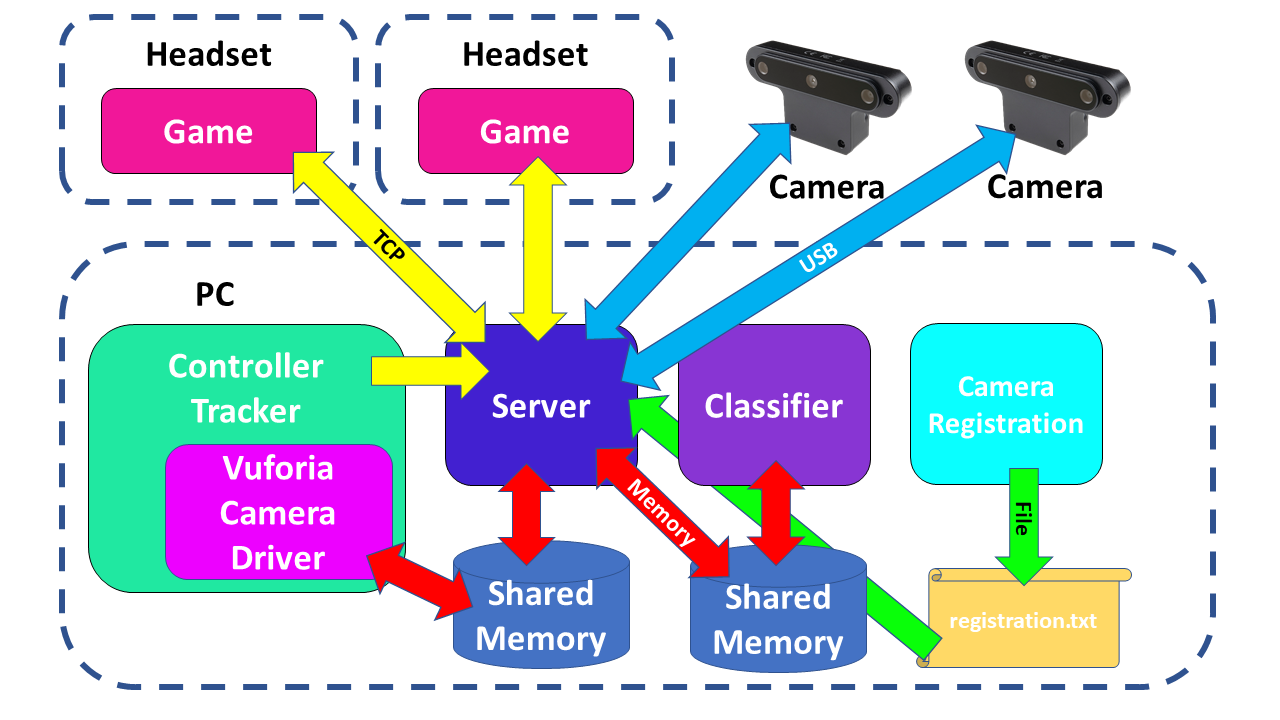 Headset
Headset
Game
Game
Camera
Camera
TCP
USB
PC
Controller
Tracker
Server
Classifier
Camera
Registration
Vuforia
Camera
Driver
Memory
File
Shared
Memory
Shared
Memory
registration.txt